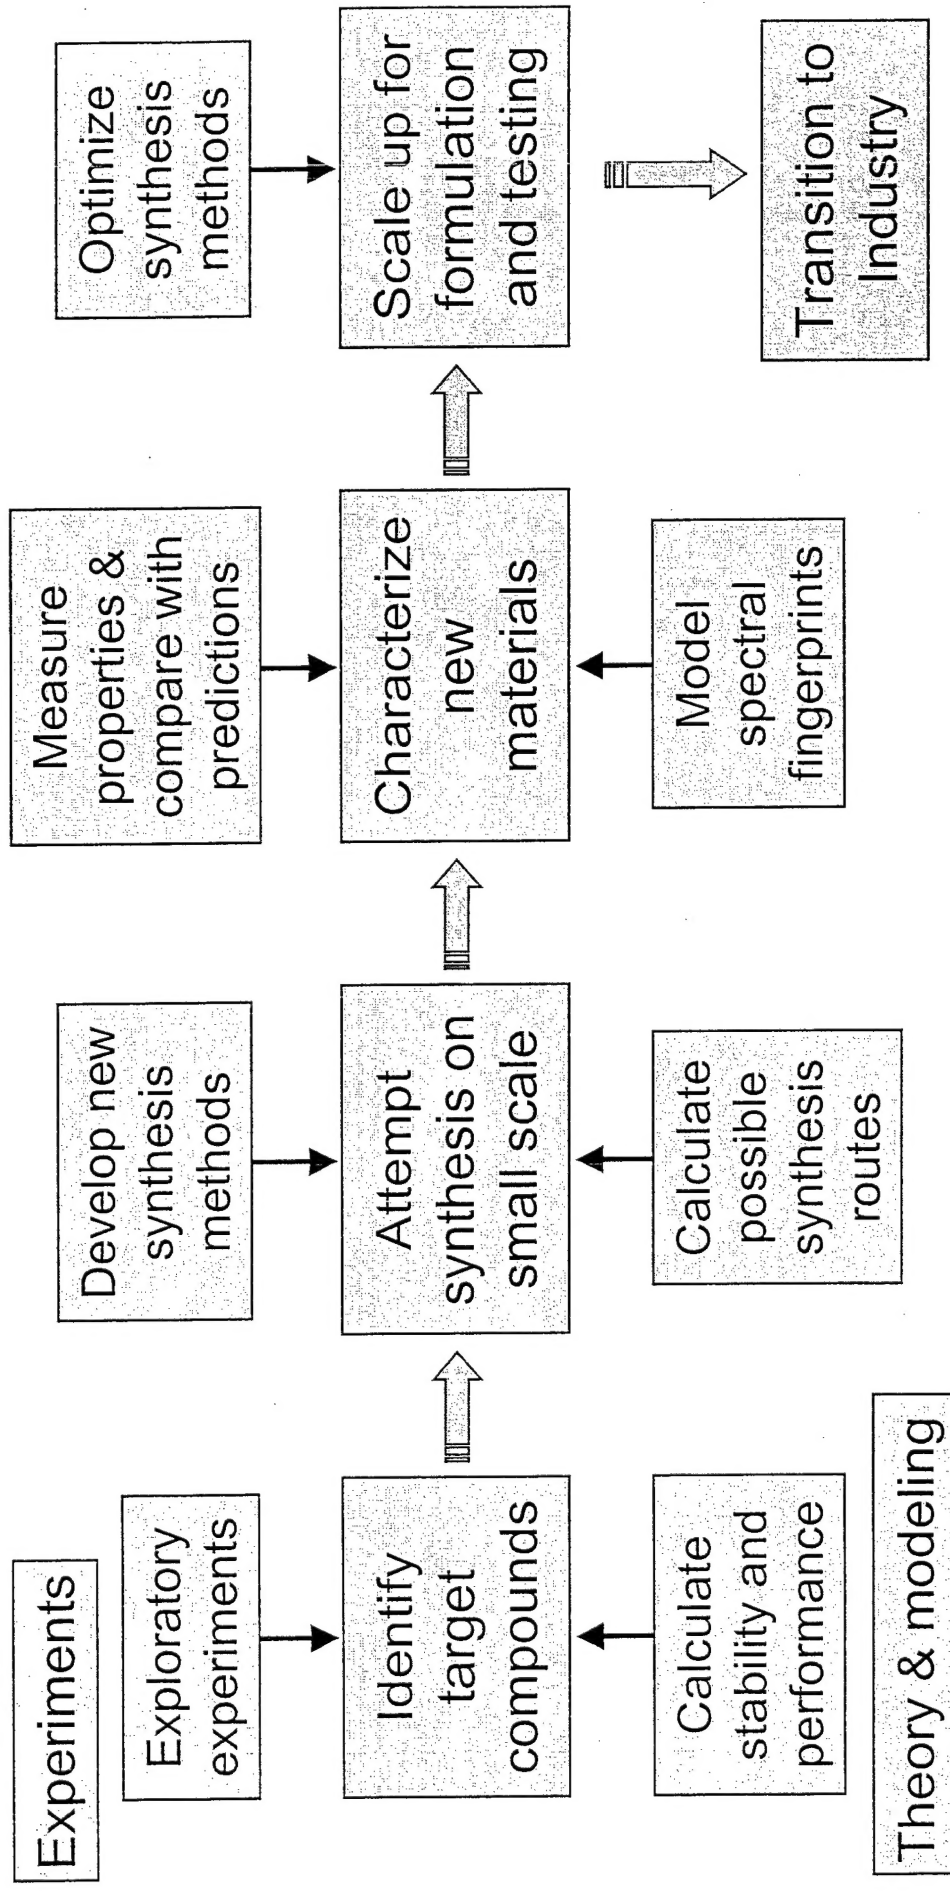 Experiments
Exploratory
experiments
Develop new
synthesis
methods
Measure
properties &
compare with
predictions
Optimize
synthesis
methods
Identify
target
compounds
Attempt
synthesis on
small scale
Characterize
new
materials
Scale up for
formulation
and testing
Calculate
stability and
performance
Calculate
possible
synthesis
routes
Model
spectral
fingerprints
Transition to
Industry
Theory & modeling